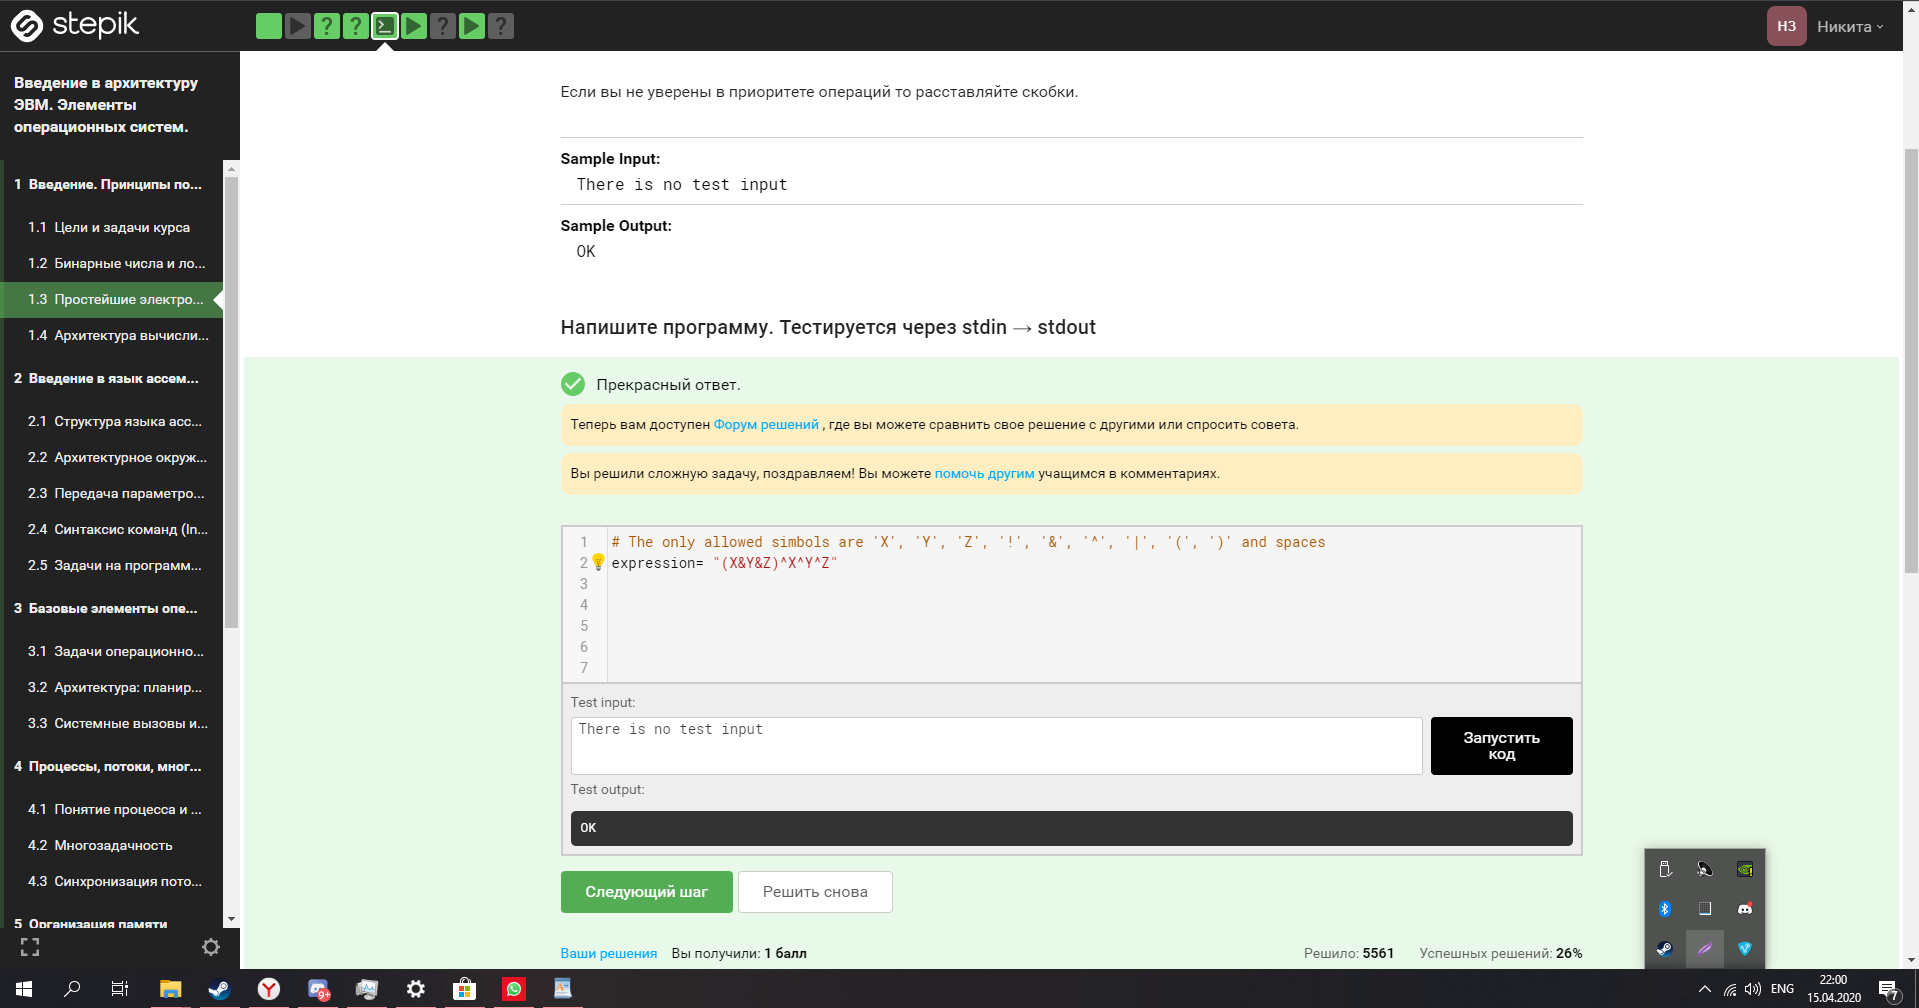 stepik
НЗ
Никита
Введение в архитектуру
ЭВМ. Элементы
операционных систем.
1 Введение. Принципы по...
1.1 Цели и задачи курса
1.2 Бинарные числа и ло...
1.3 Простейшие электро...
1.4 Архитектура вычисли...
2 Введение в язык ассем...
2.1 Структура языка асс...
2.2 Архитектурное окруж...
2.3 Передача параметро...
2.4 Синтаксис команд (In...
2.5 Задачи на программ...
3 Базовые элементы опе...
3.1 Задачи операционно...
3.2 Архитектура: планир...
3.3 Системные вызовы и...
4 Процессы, потоки, мног...
4.1 Понятие процесса и ...
4.2 Многозадачность
4.3 Синхронизация пото...
5 Организация памяти
Если вы не уверены в приоритете операций то расставляйте скобки.
Sample Input:
There is no test input
Sample Output:
OK
Напишите программу. Тестируется через stdin → stdout
Прекрасный ответ.
Теперь вам доступен Форум решений , где вы можете сравнить свое решение с другими или спросить совета.
Вы решили сложную задачу, поздравляем! Вы можете помочь другим учащимся в комментариях.
1 # The only allowed simbols are 'X', 'Y', 'Z', '!', '&', '^', '|', '(', ')' and spaces
2 expression= "(X&Y&Z)^X^Y^Z"
3
4
5
6
7
Test input:
There is no test input
Запустить
код
Test output:
OK
Следующий шаг
Решить снова
Ваши решения Вы получили: 1 балл
Решило: 5561 Успешных решений: 26%
9+
ENG
22:00
15.04.2020
7